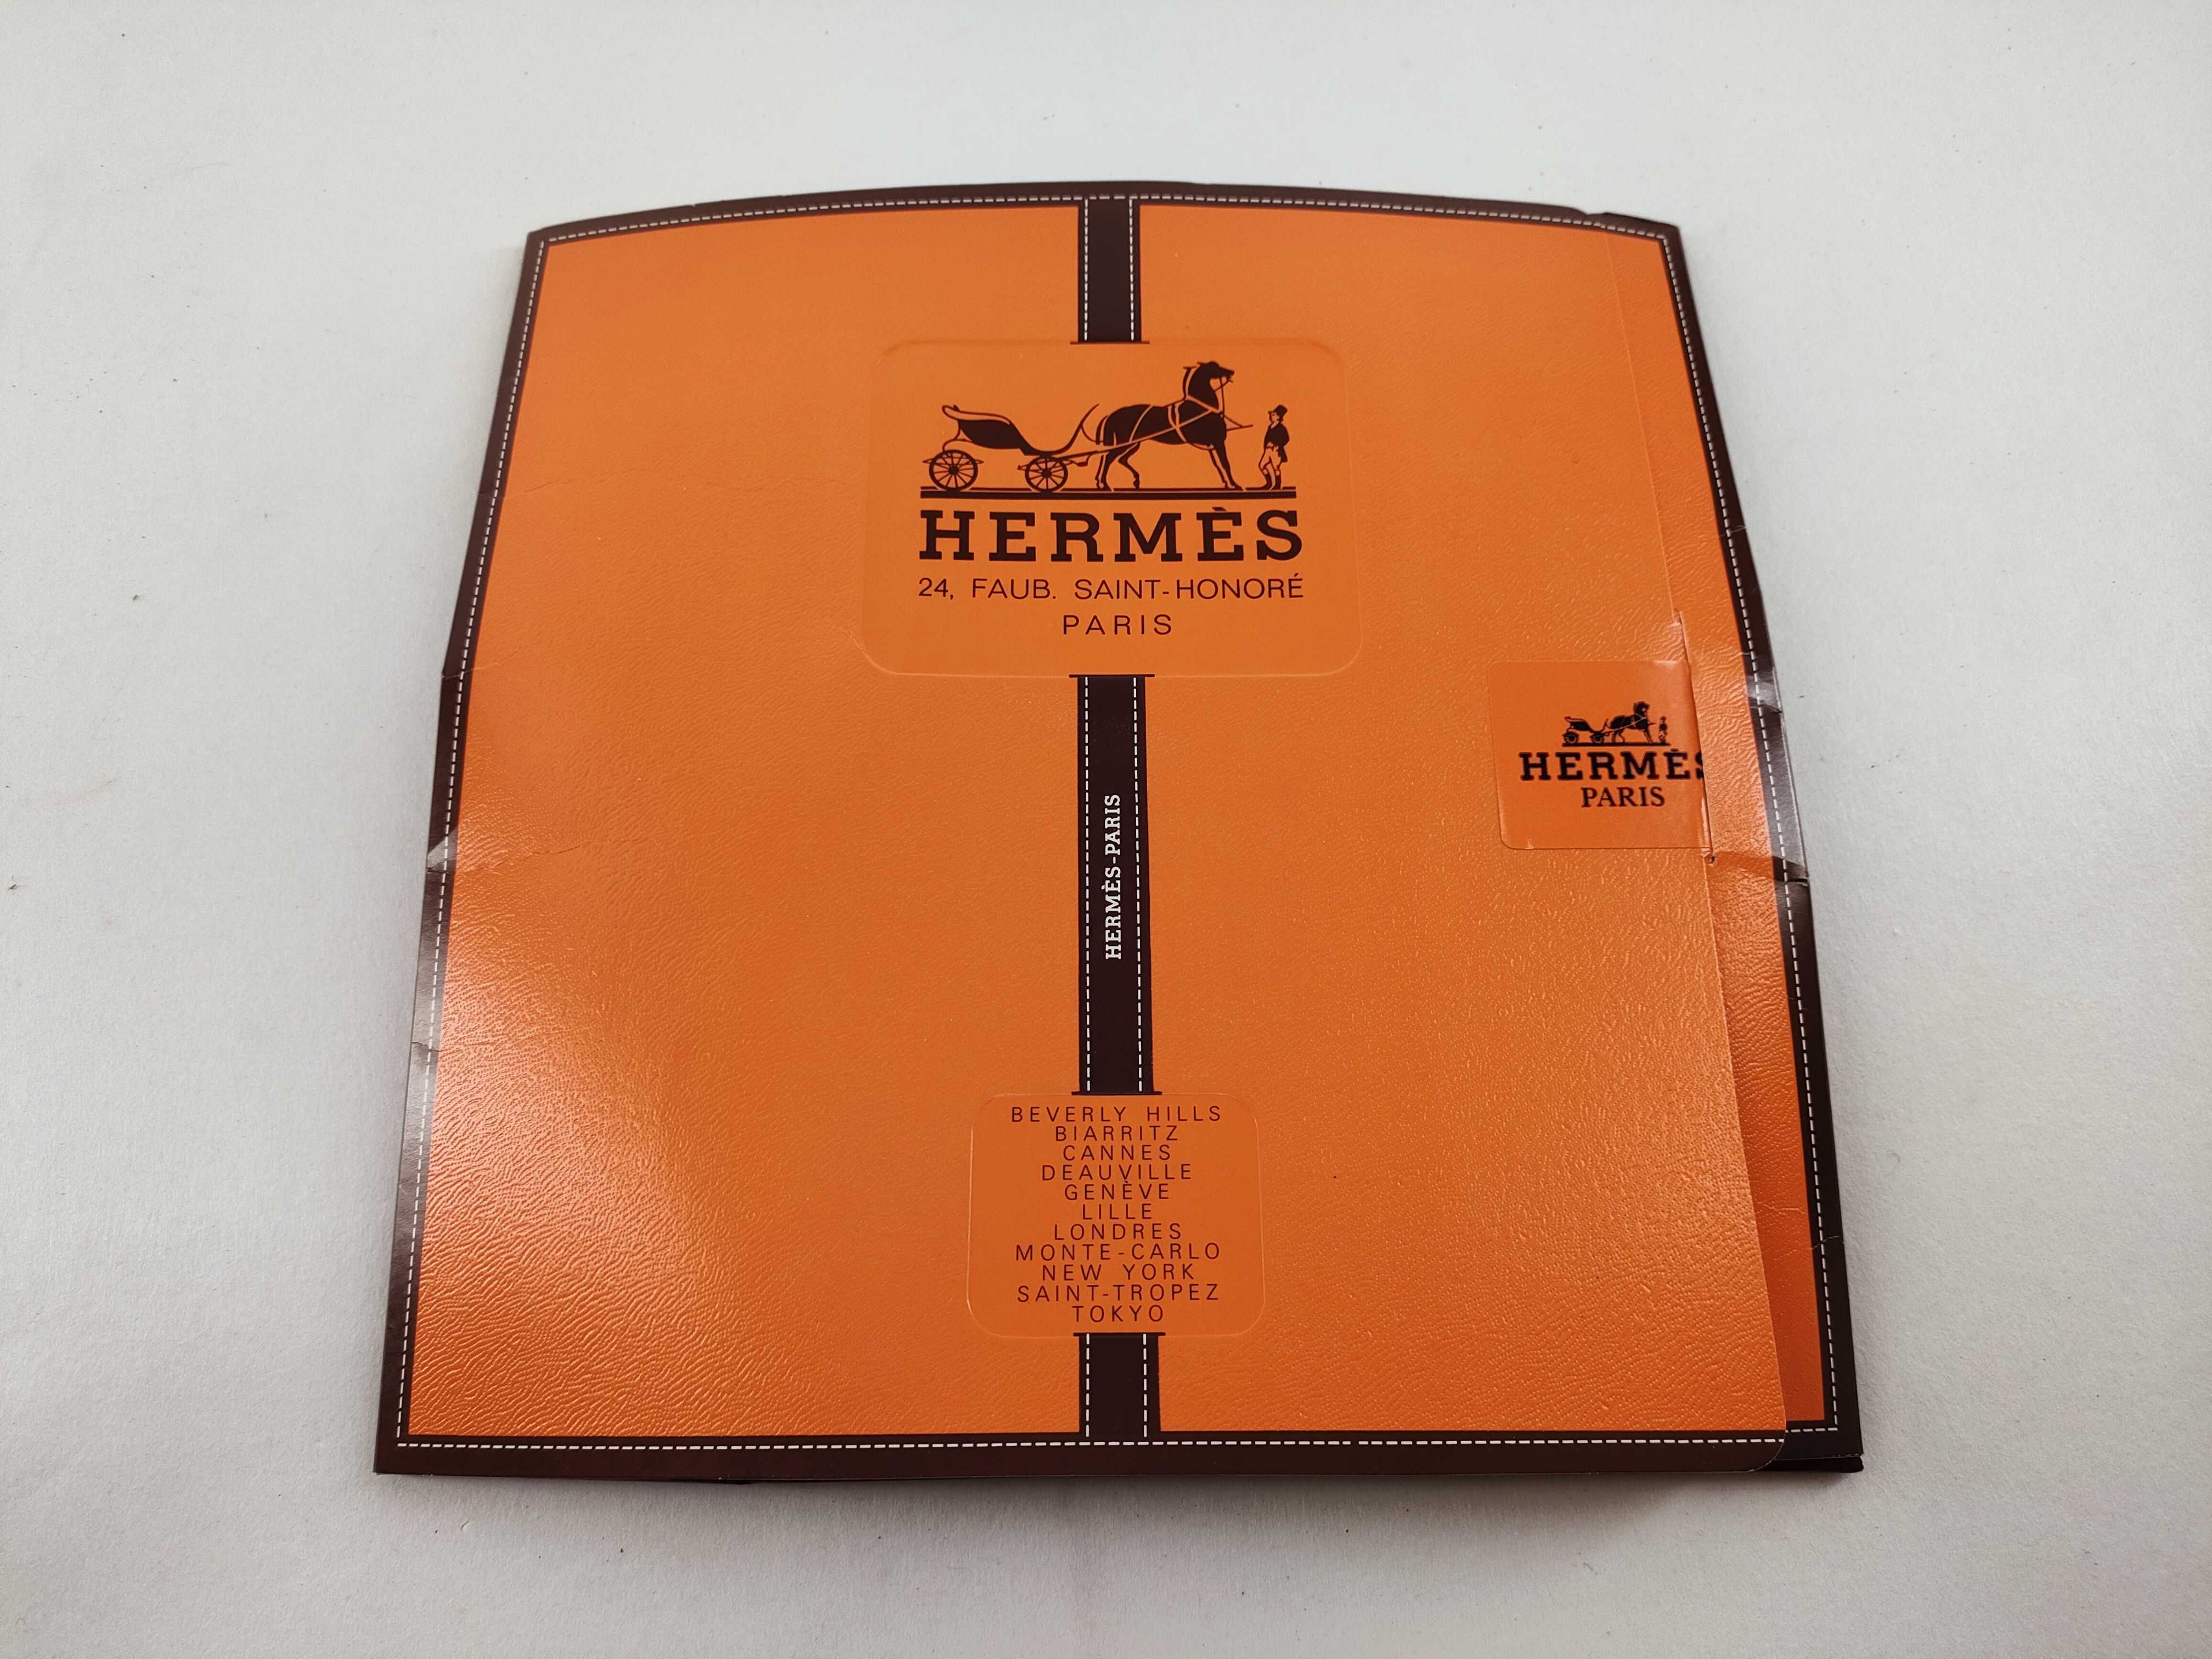 HERMÈS
24, FAUB. SAINT-HONORÉ
PARIS
HERMÈS
PARIS
HERMÈS-PARIS
BEVERLY HILLS
BIARRITZ
CANNES
DEAUVILLE
GENÈVE
LILLE
LONDRES
MONTE-CARLO
NEW YORK
SAINT-TROPEZ
TOKYO